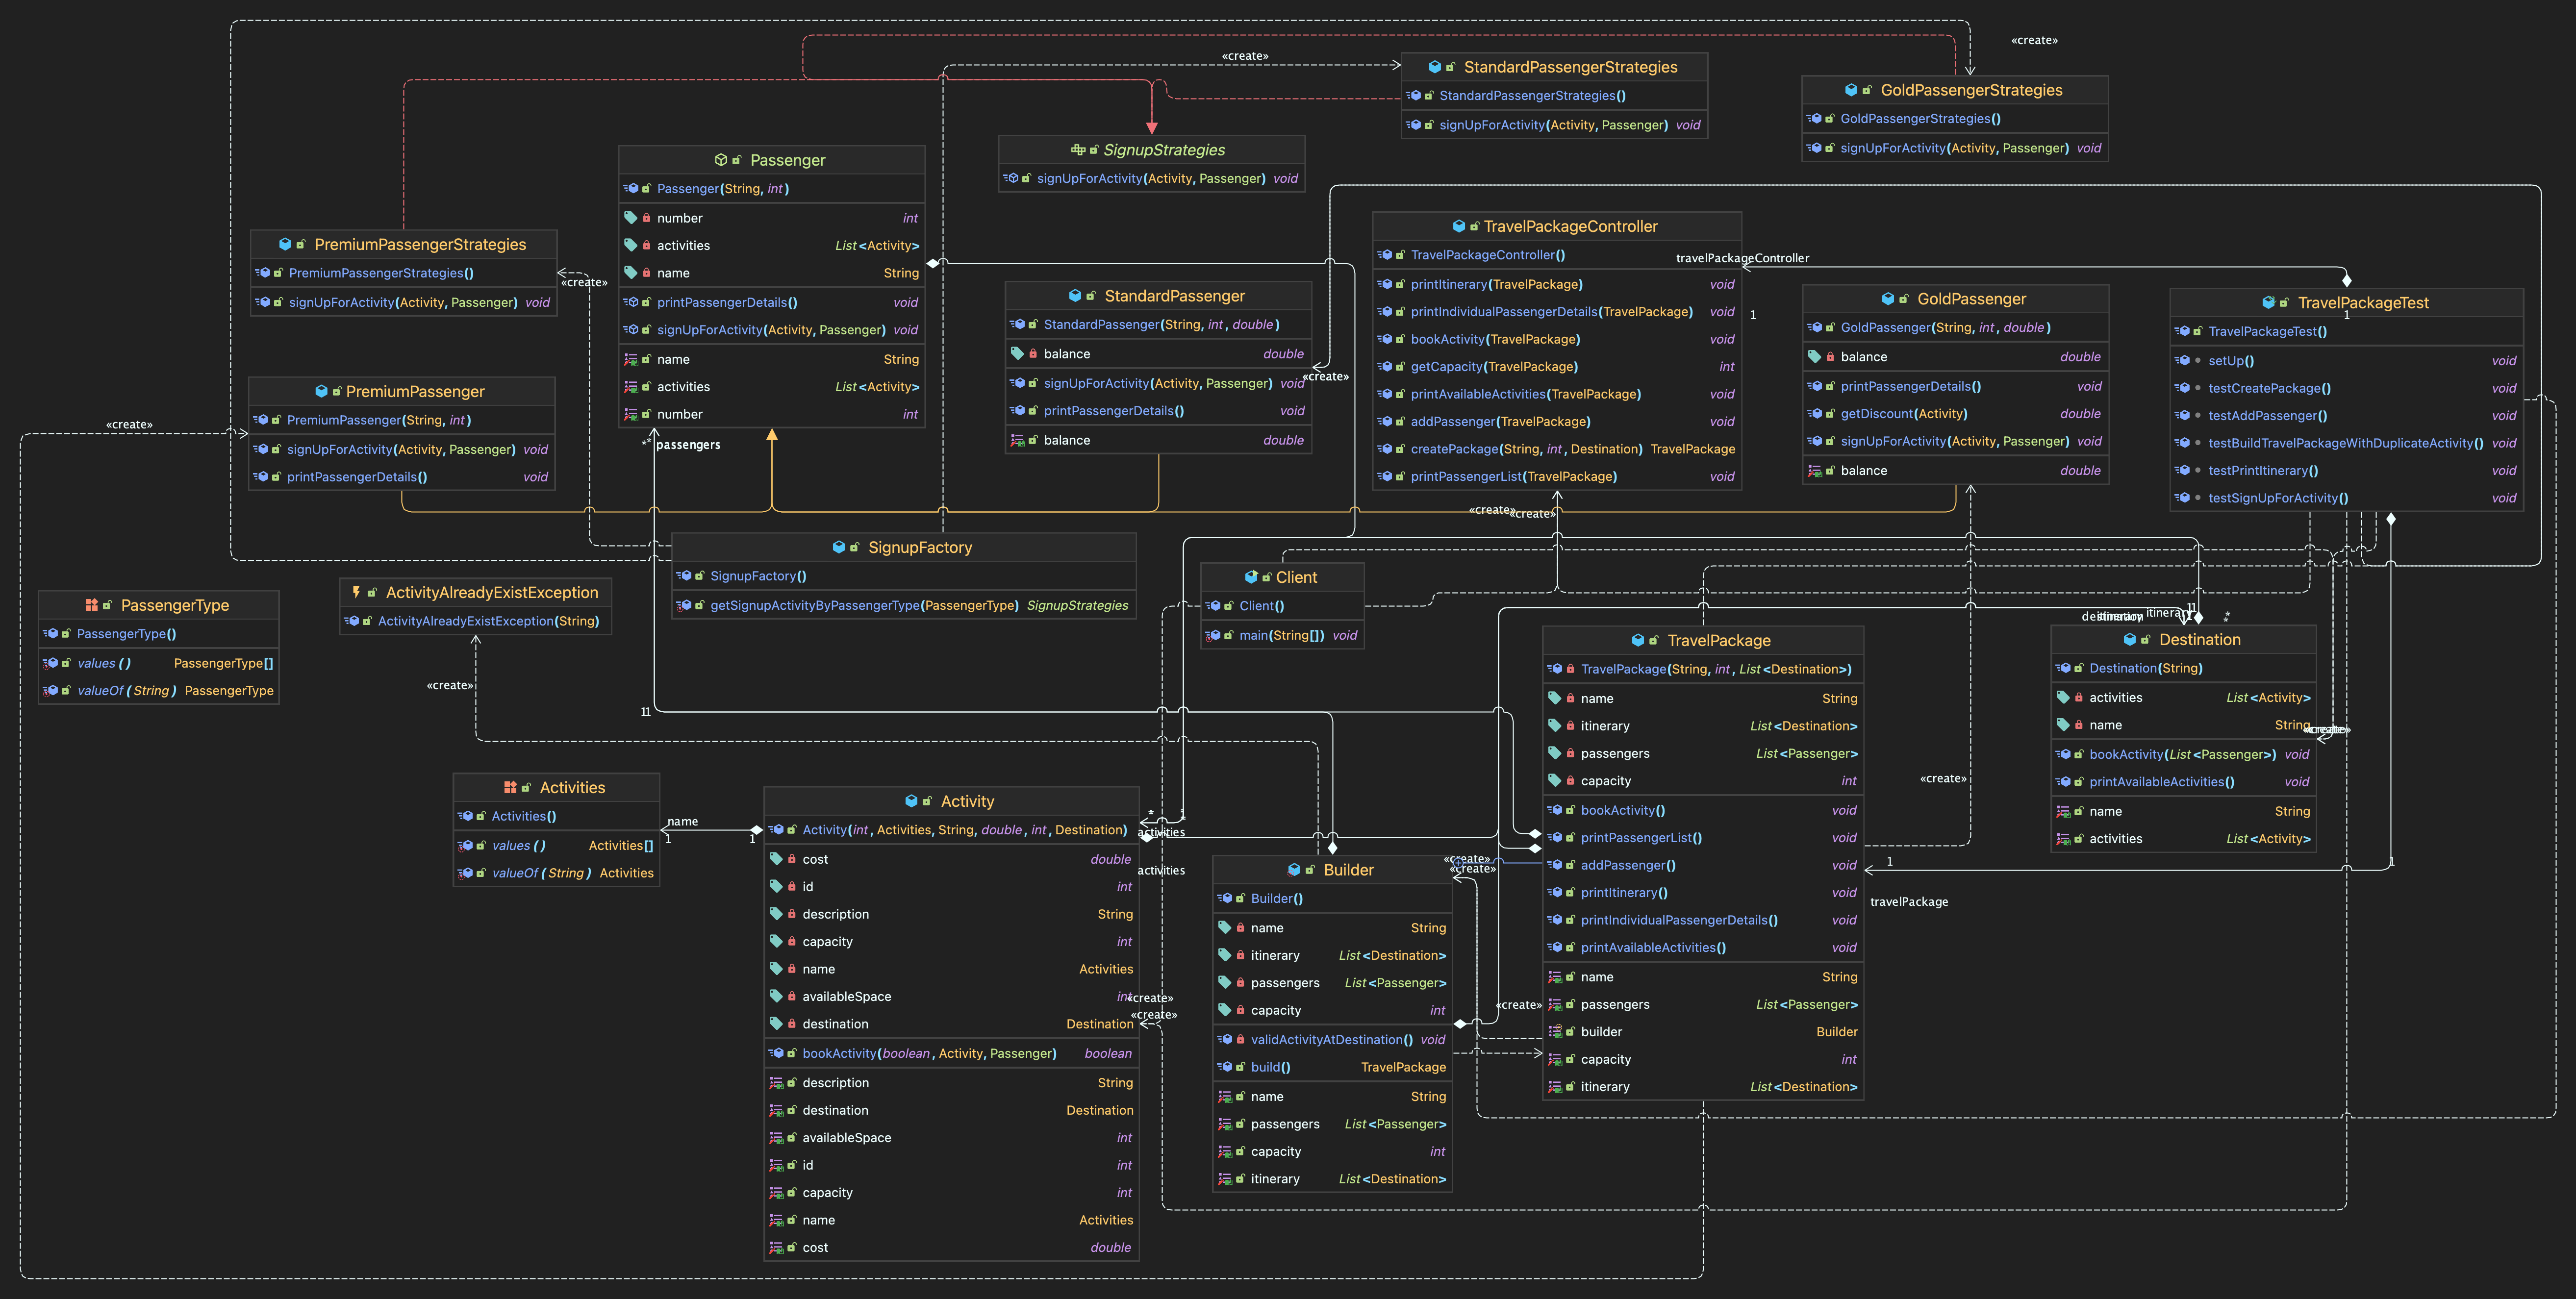 «create»
«create»
StandardPassengerStrategies
StandardPassengerStrategies()
signUpForActivity(Activity, Passenger) void
GoldPassengerStrategies
GoldPassengerStrategies()
signUpForActivity(Activity, Passenger) void
SignupStrategies
signUpForActivity(Activity, Passenger) void
Passenger
Passenger(String, int)
number int
activities List<Activity>
name String
printPassengerDetails() void
signUpForActivity(Activity, Passenger) void
name String
activities List<Activity>
number int
PremiumPassengerStrategies
PremiumPassengerStrategies()
signUpForActivity(Activity, Passenger) void
«create»
TravelPackageController
TravelPackageController()
printItinerary(TravelPackage) void
printIndividualPassengerDetails(TravelPackage) void
bookActivity(TravelPackage) void
getCapacity(TravelPackage) int
printAvailableActivities(TravelPackage) void
addPassenger(TravelPackage) void
createPackage(String, int, Destination) TravelPackage
printPassengerList(TravelPackage) void
travelPackageController
1
1
StandardPassenger
StandardPassenger(String, int, double)
balance double
signUpForActivity(Activity, Passenger) void
printPassengerDetails() void
balance double
«create»
GoldPassenger
GoldPassenger(String, int, double)
balance double
printPassengerDetails() void
getDiscount(Activity) double
signUpForActivity(Activity, Passenger) void
balance double
TravelPackageTest
TravelPackageTest()
setUp() void
testCreatePackage() void
testAddPassenger() void
testBuildTravelPackageWithDuplicateActivity() void
testPrintItinerary() void
testSignUpForActivity() void
PremiumPassenger
PremiumPassenger(String, int)
signUpForActivity(Activity, Passenger) void
printPassengerDetails() void
«create»
* *
passengers
«create»
«create»
SignupFactory
SignupFactory()
getSignupActivityByPassengerType(PassengerType) SignupStrategies
Client
Client()
main(String[]) void
PassengerType
PassengerType()
values() PassengerType[]
valueOf(String) PassengerType
ActivityAlreadyExistException
ActivityAlreadyExistException(String)
«create»
11
destination
itinerary
itinerary
11
*
*
Destination
Destination(String)
activities List<Activity>
name String
bookActivity(List<Passenger>) void
printAvailableActivities() void
name String
activities List<Activity>
«create»
«create»
TravelPackage
TravelPackage(String, int, List<Destination>)
name String
itinerary List<Destination>
passengers List<Passenger>
capacity int
bookActivity() void
printPassengerList() void
addPassenger() void
printItinerary() void
printIndividualPassengerDetails() void
printAvailableActivities() void
name String
passengers List<Passenger>
builder Builder
capacity int
itinerary List<Destination>
«create»
1
1
travelPackage
Activities
Activities()
values() Activities[]
valueOf(String) Activities
name
1
1
Activity
Activity(int, Activities, String, double, int, Destination)
cost double
id int
description String
capacity int
name Activities
availableSpace int
destination Destination
bookActivity(boolean, Activity, Passenger) boolean
description String
destination Destination
availableSpace int
id int
capacity int
name Activities
cost double
*
*
activities
activities
«create»
«create»
Builder
Builder()
name String
itinerary List<Destination>
passengers List<Passenger>
capacity int
validActivityAtDestination() void
build() TravelPackage
name String
passengers List<Passenger>
capacity int
itinerary List<Destination>
«create»
«create»
«create»